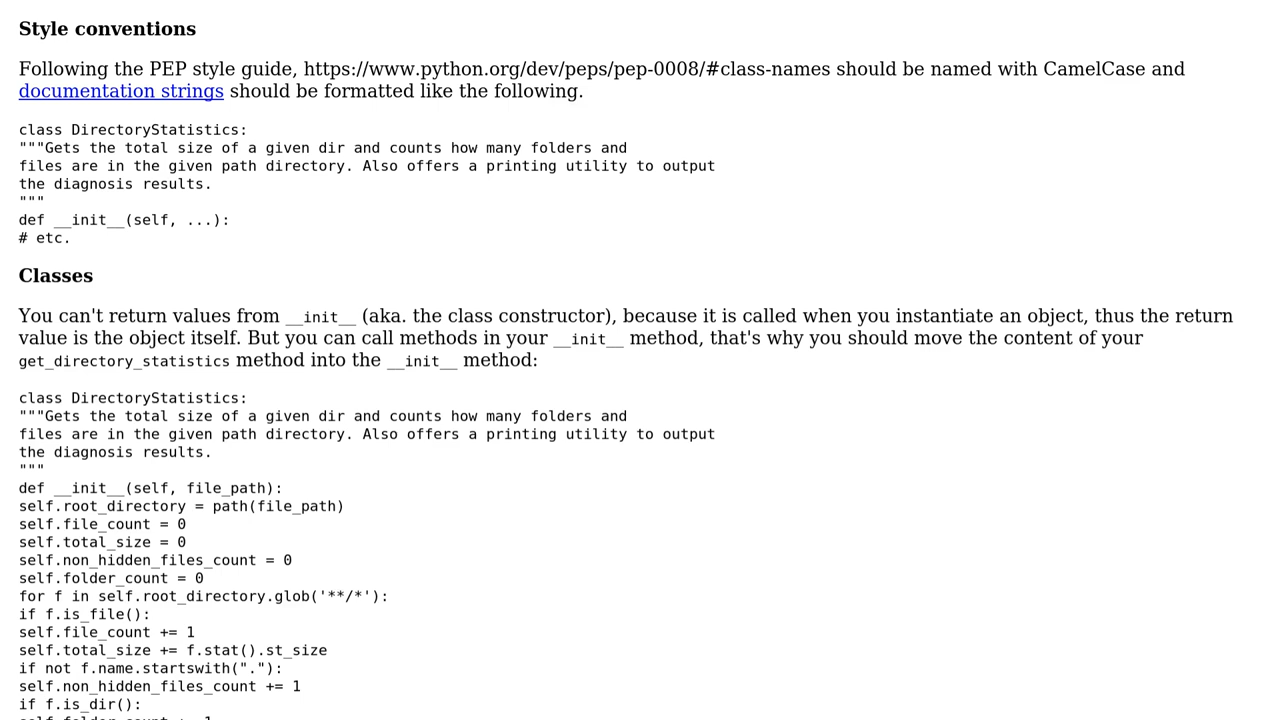 Style conventions
Following the PEP style guide, https://www.python.org/dev/peps/pep-0008/#class-names should be named with CamelCase and
documentation strings should be formatted like the following.
class DirectoryStatistics:
"""Gets the total size of a given dir and counts how many folders and
files are in the given path directory. Also offers a printing utility to output
the diagnosis results.
"""
def __init__(self, ...):
# etc.
Classes
You can't return values from __init__ (aka. the class constructor), because it is called when you instantiate an object, thus the return
value is the object itself. But you can call methods in your __init__ method, that's why you should move the content of your
get_directory_statistics method into the __init__ method:
class DirectoryStatistics:
"""Gets the total size of a given dir and counts how many folders and
files are in the given path directory. Also offers a printing utility to output
the diagnosis results.
"""
def __init__(self, file_path):
self.root_directory = path(file_path)
self.file_count = 0
self.total_size = 0
self.non_hidden_files_count = 0
self.folder_count = 0
for f in self.root_directory.glob('**/*'):
if f.is_file():
self.file_count += 1
self.total_size += f.stat().st_size
if not f.name.startswith("."):
self.non_hidden_files_count += 1
if f.is_dir():